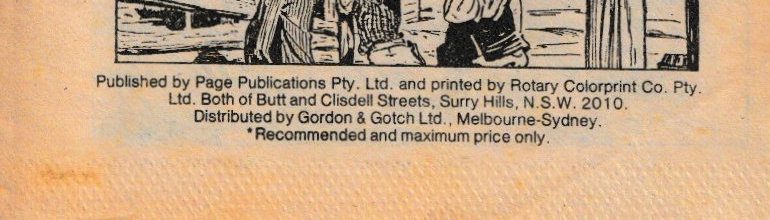 Published by Page Publications Pty. Ltd. and printed by Rotary Colorprint Co. Pty.
Ltd. Both of Butt and Clisdell Streets, Surry Hills, N.S.W. 2010.
Distributed by Gordon & Gotch Ltd., Melbourne-Sydney.
*Recommended and maximum price only.